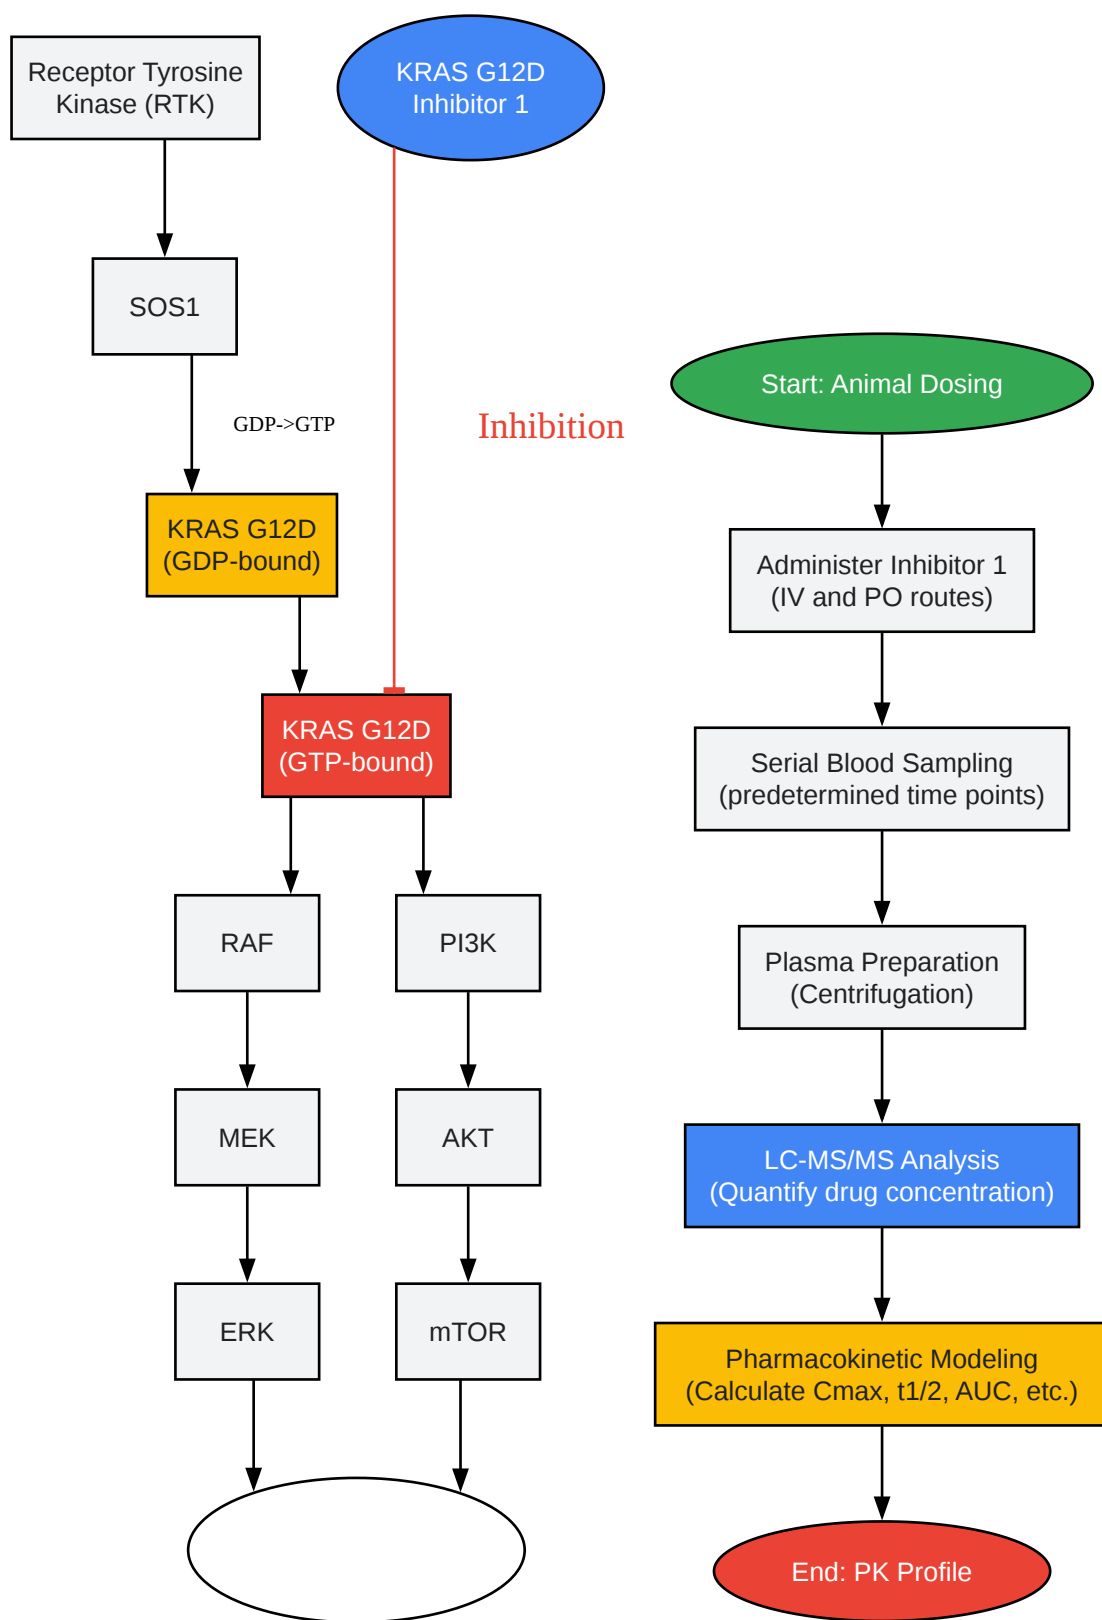 Receptor Tyrosine
Kinase (RTK)
KRAS G12D
Inhibitor 1
SOS1
GDP->GTP
Inhibition
KRAS G12D
(GDP-bound)
KRAS G12D
(GTP-bound)
RAF
PI3K
MEK
AKT
ERK
mTOR
Start: Animal Dosing
Administer Inhibitor 1
(IV and PO routes)
Serial Blood Sampling
(predetermined time points)
Plasma Preparation
(Centrifugation)
LC-MS/MS Analysis
(Quantify drug concentration)
Pharmacokinetic Modeling
(Calculate Cmax, t1/2, AUC, etc.)
End: PK Profile